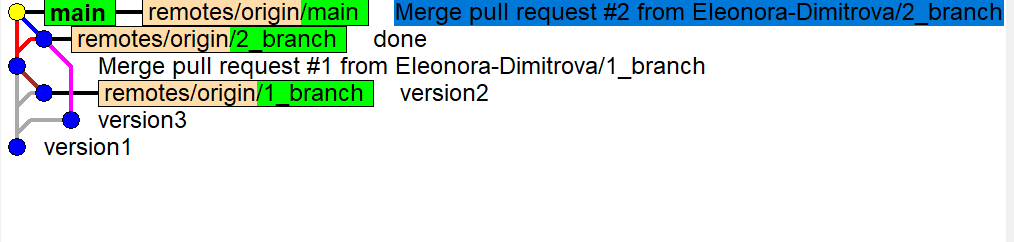 main remotes/origin/main Merge pull request #2 from Eleonora-Dimitrova/2_branch
remotes/origin/2_branch done
Merge pull request #1 from Eleonora-Dimitrova/1_branch
remotes/origin/1_branch version2
version3
version1